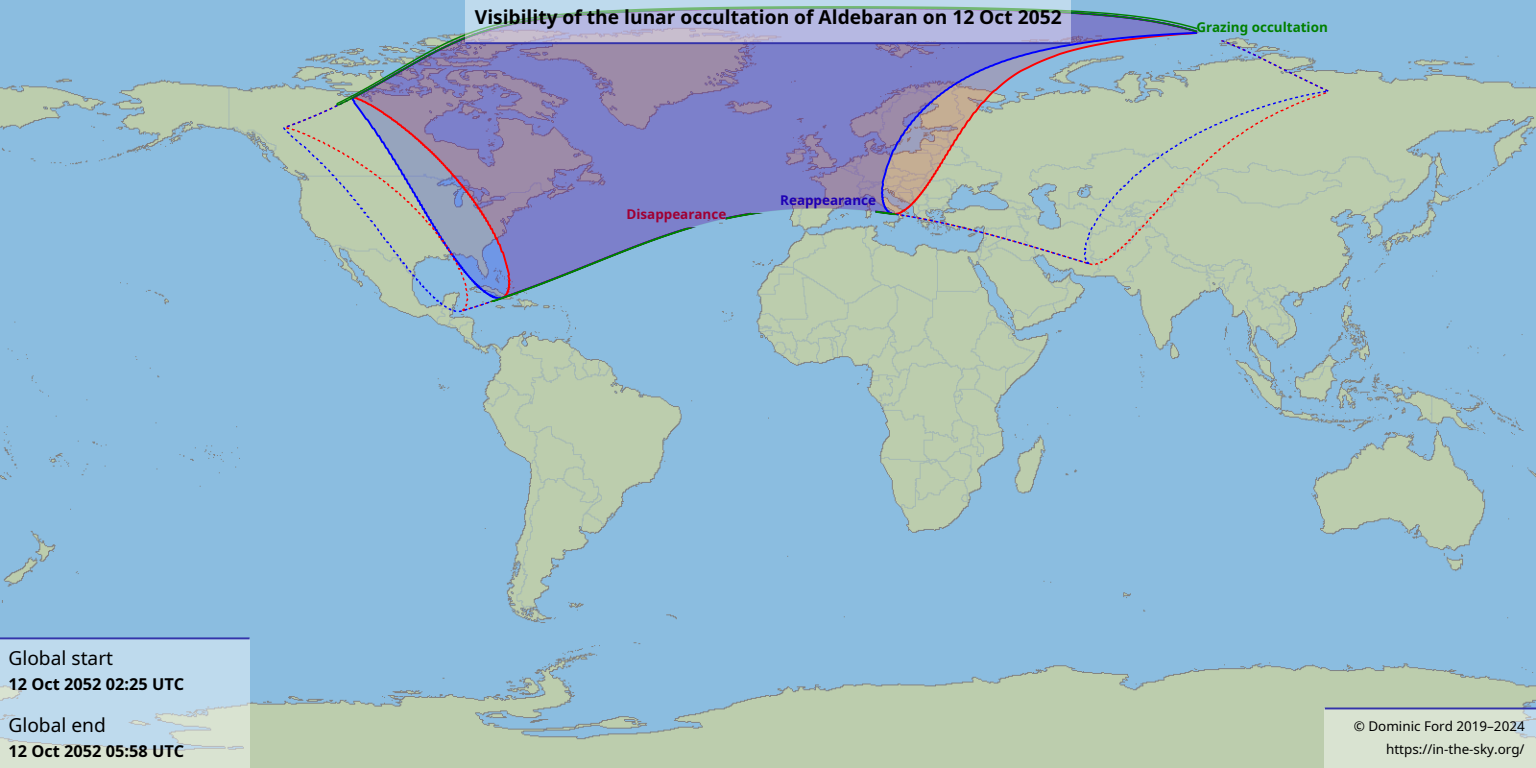 Visibility of the lunar occultation of Aldebaran on 12 Oct 2052
Grazing occultation
Reappearance
Disappearance
Global start
12 Oct 2052 02:25 UTC
Global end
12 Oct 2052 05:58 UTC
© Dominic Ford 2019–2024
https://in-the-sky.org/